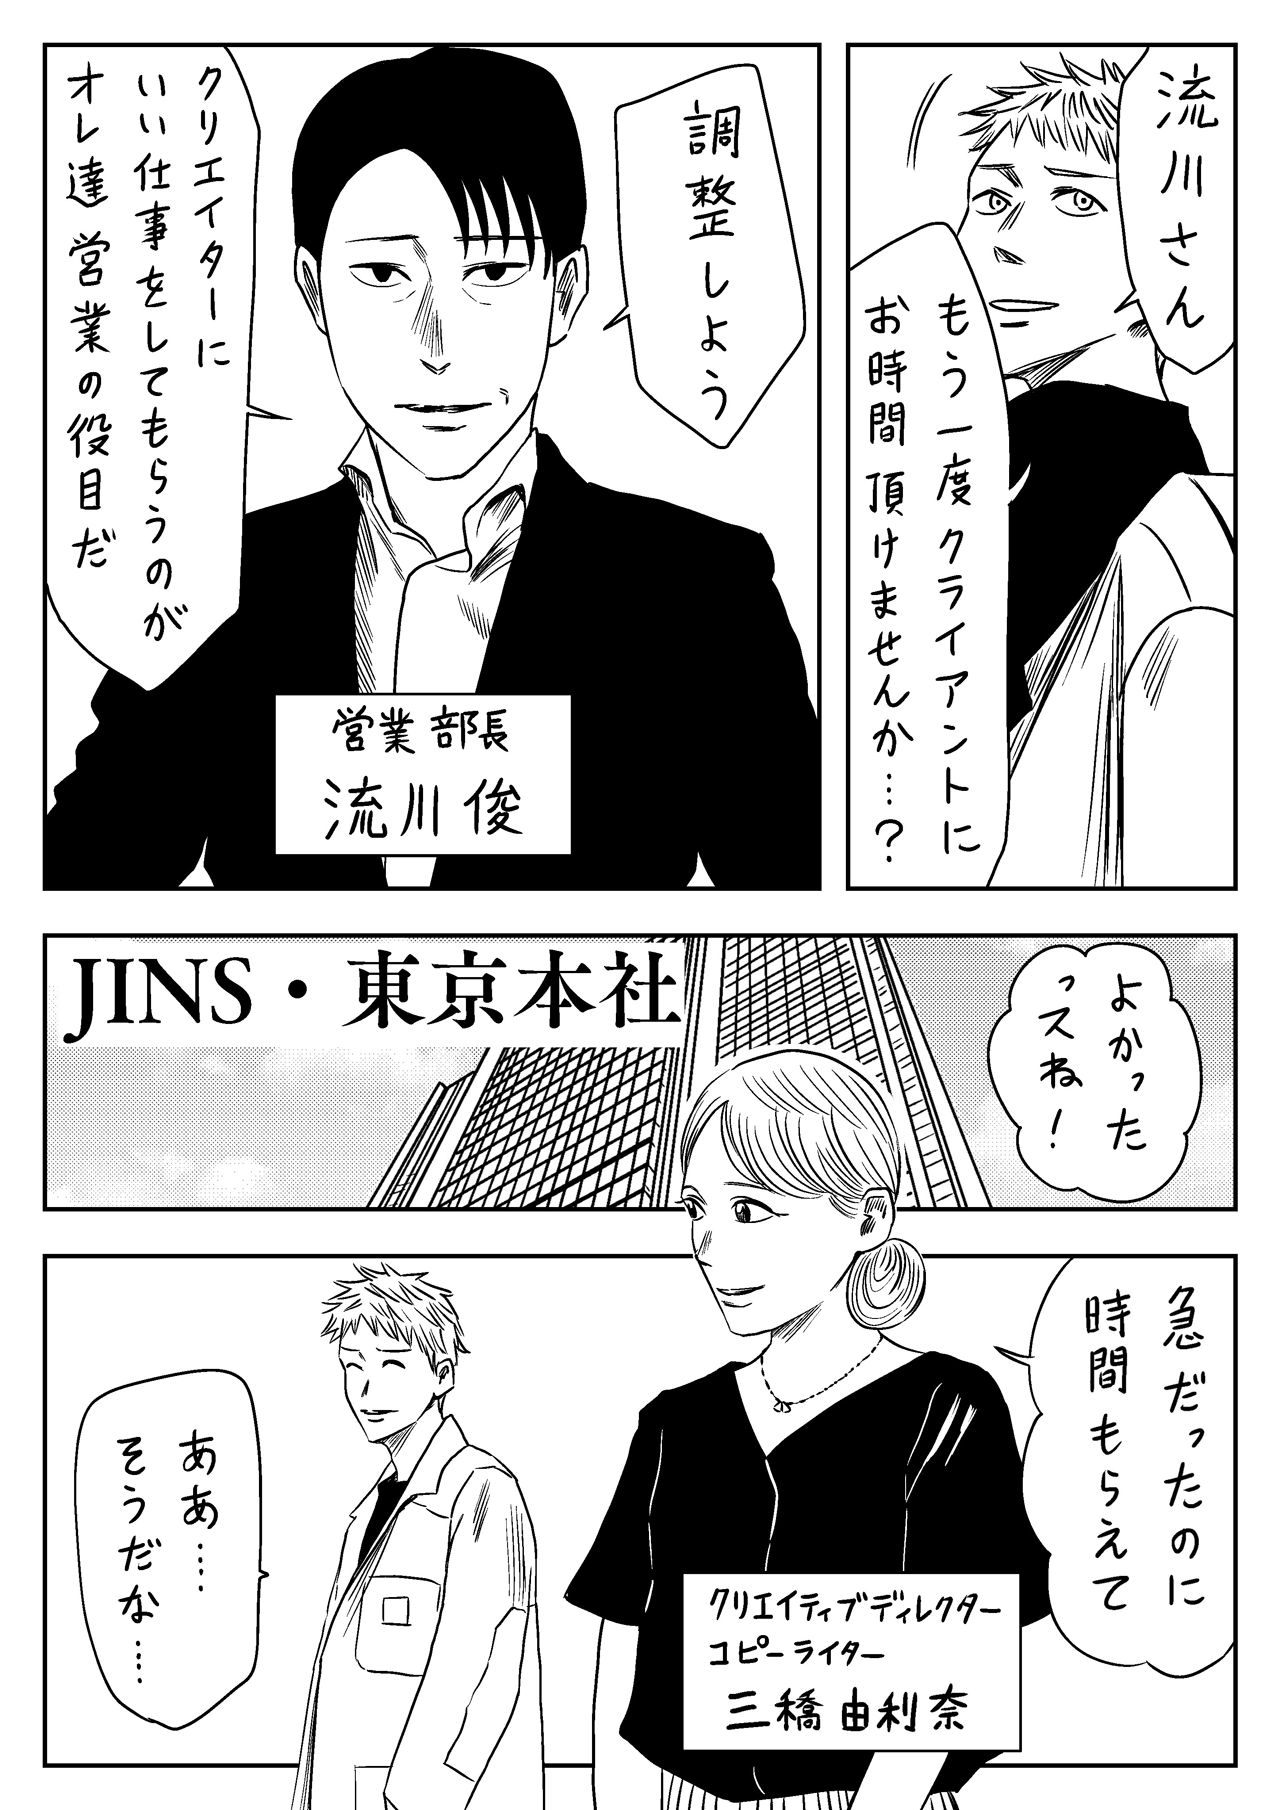 流川さん
もう一度クライアントに
お時間頂けませんか…?
調整しよう
クリエイターに
いい仕事をしてもらうのが
オレ達営業の役目だ
営業部長
流川俊
JINS・東京本社
よかった
っスね!
急だったのに
時間もらえて
クリエイティブディレクター
コピーライター
三橋由利奈
ああ…
そうだな…